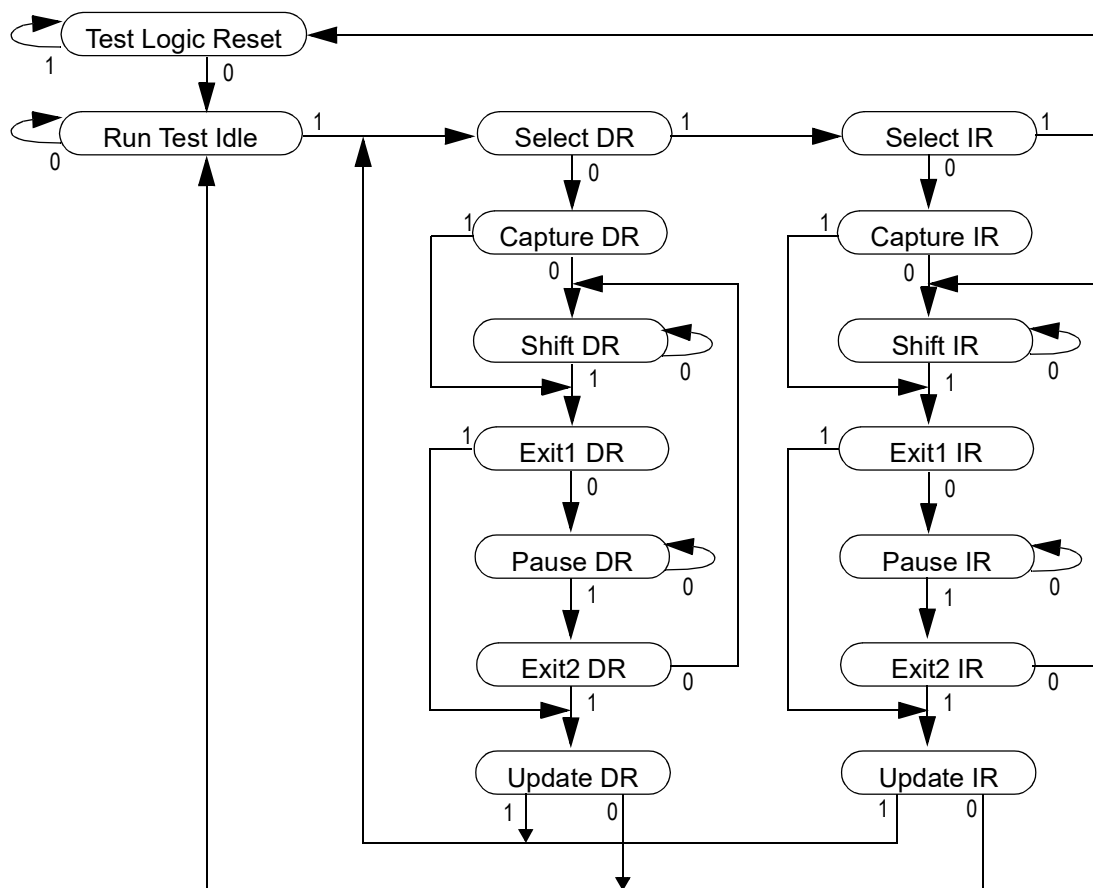 Test Logic Reset
1
0
Run Test Idle
1
Select DR
1
Select IR
1
0
0
0
1
Capture DR
1
Capture IR
0
0
Shift DR
Shift IR
0
0
1
1
1
Exit1 DR
1
Exit1 IR
0
0
Pause DR
Pause IR
0
0
1
1
Exit2 DR
Exit2 IR
0
0
1
1
Update DR
Update IR
1
0
1
0